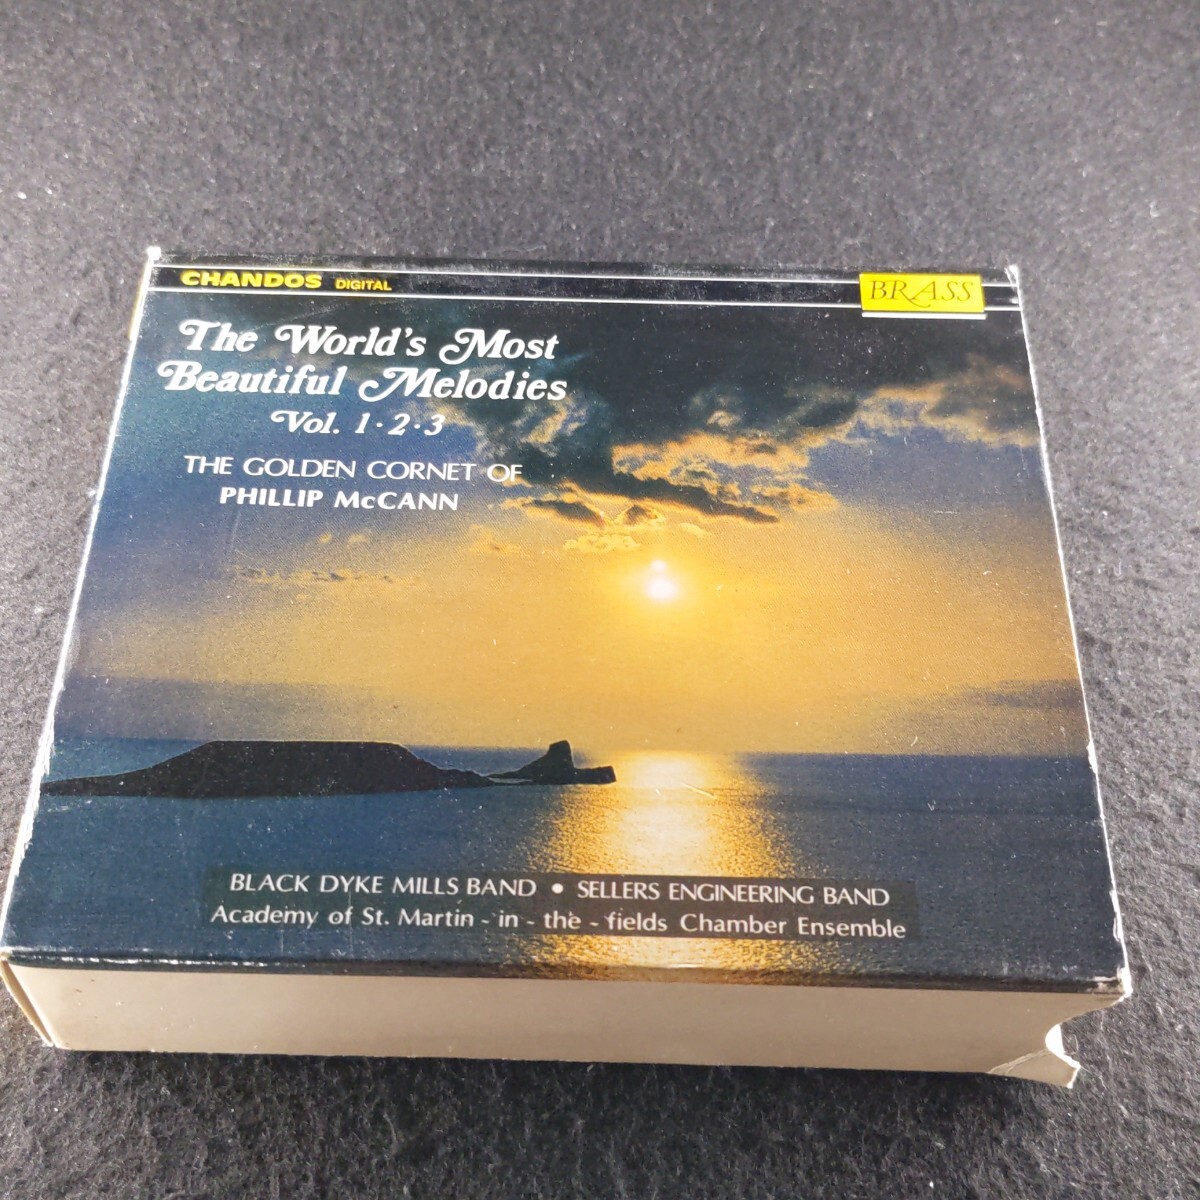 CHANDOS DIGITAL
BRASS
The World's Most
Beautiful Melodies
Vol. 1·2·3
THE GOLDEN CORNET OF
PHILLIP McCANN
BLACK DYKE MILLS BAND • SELLERS ENGINEERING BAND
Academy of St. Martin - in - the - fields Chamber Ensemble